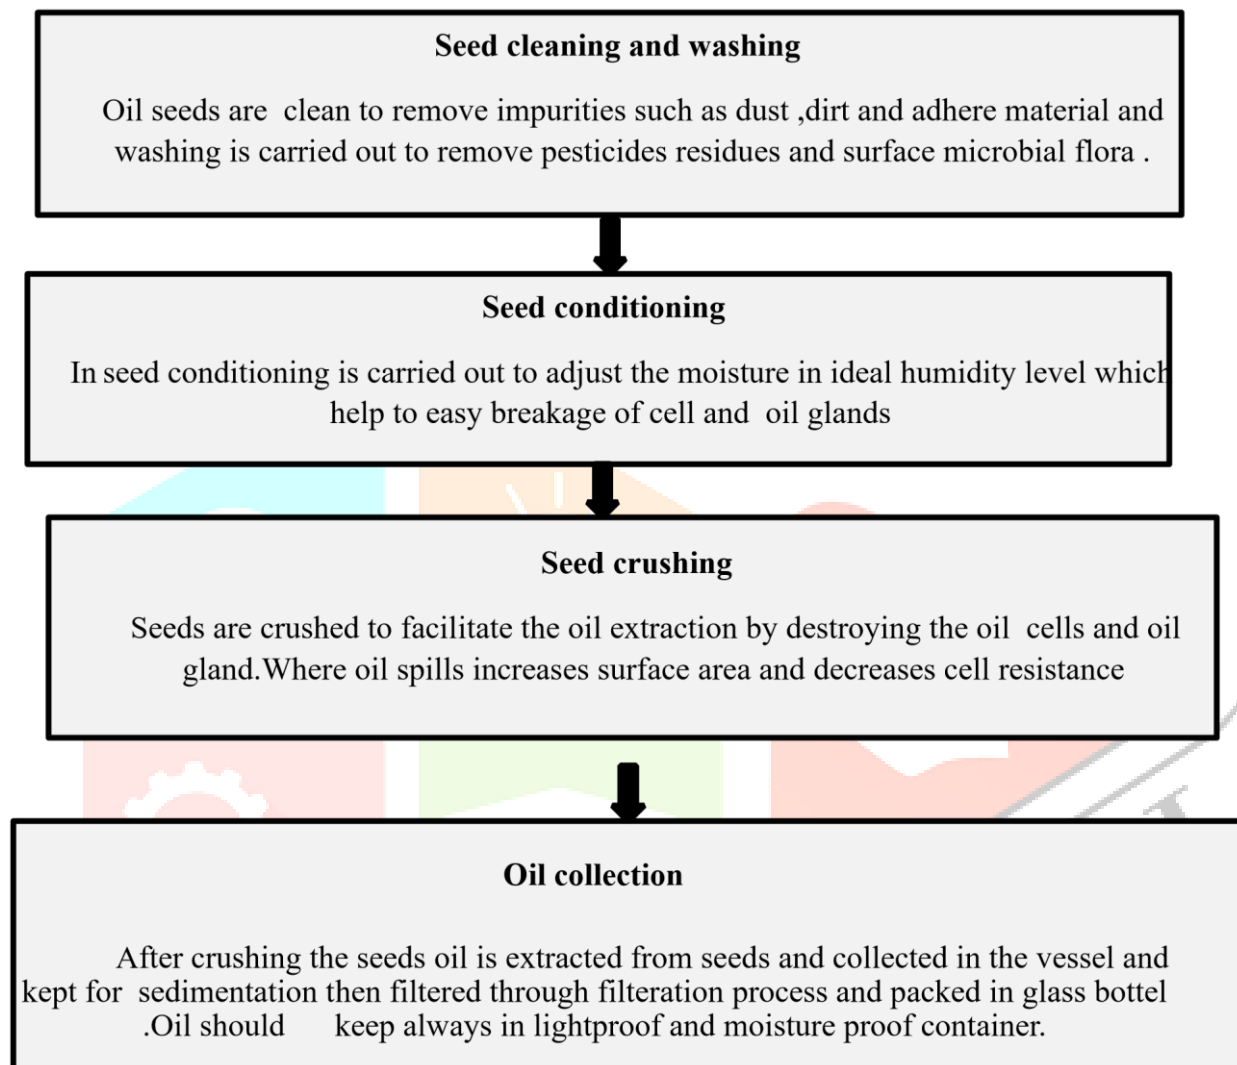 Seed cleaning and washing
Oil seeds are clean to remove impurities such as dust ,dirt and adhere material and
washing is carried out to remove pesticides residues and surface microbial flora .
Seed conditioning
In seed conditioning is carried out to adjust the moisture in ideal humidity level which
help to easy breakage of cell and oil glands
Seed crushing
Seeds are crushed to facilitate the oil extraction by destroying the oil cells and oil
gland.Where oil spills increases surface area and decreases cell resistance
Oil collection
After crushing the seeds oil is extracted from seeds and collected in the vessel and
kept for sedimentation then filtered through filteration process and packed in glass bottel
.Oil should keep always in lightproof and moisture proof container.